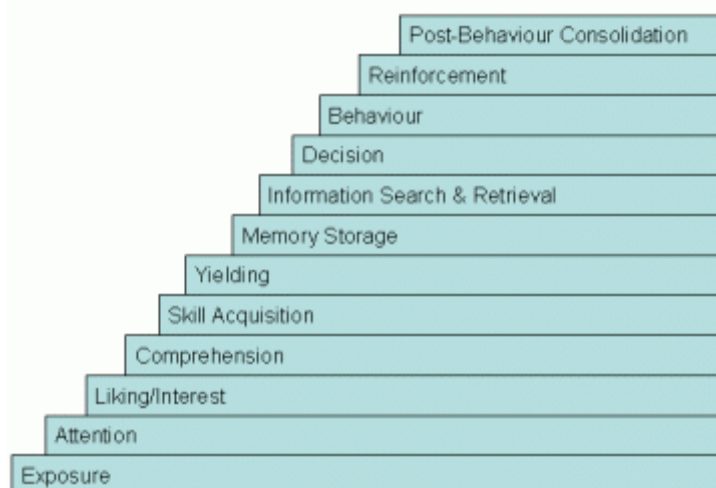 Post-Behaviour Consolidation
Reinforcement
Behaviour
Decision
Information Search & Retrieval
Memory Storage
Yielding
Skill Acquisition
Comprehension
Liking/Interest
Attention
Exposure